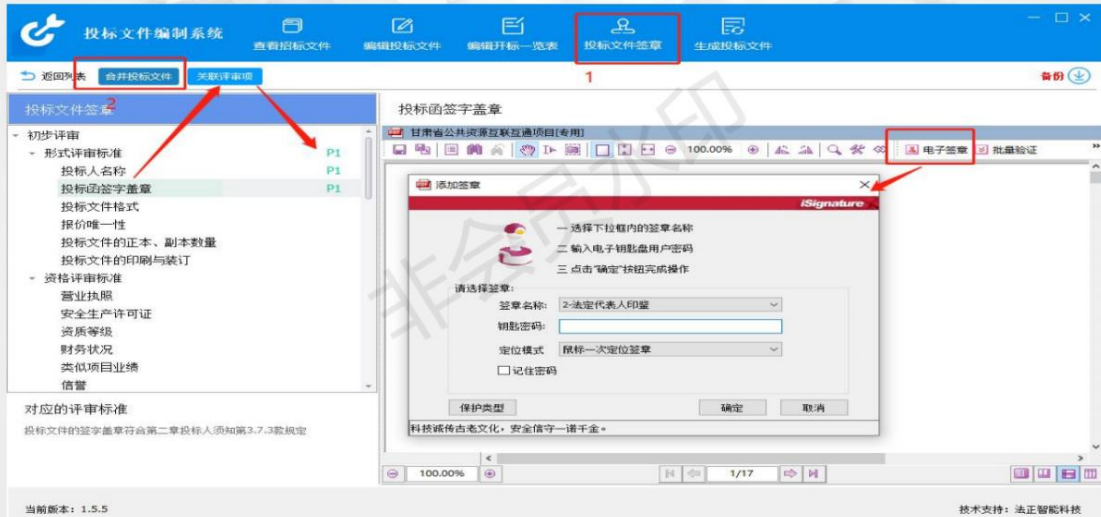 投标文件编制系统
查看招标文件
编辑投标文件
编辑开标一览表
投标文件签章
生成投标文件
1
返回列表
合并投标文件
关联评审项
备份
2
投标文件签章
投标函签字盖章
初步评审
形式评审标准 P1
投标人名称 P1
投标函签字盖章 P1
投标文件格式
报价唯一性
投标文件的正本、副本数量
投标文件的印刷与装订
资格评审标准
营业执照
安全生产许可证
资质等级
财务状况
类似项目业绩
信誉
对应的评审标准
投标文件的签字盖章符合第二章投标人须知第3.7.3款规定
甘肃省公共资源互联互通项目[专用]
100.00%
电子签章
批量验证
添加签章
iSignature
一 选择下拉框内的签章名称
二 输入电子钥匙盘用户密码
三 点击"确定"按钮完成操作
请选择签章:
签章名称: 2-法定代表人印鉴
钥匙密码:
定位模式 鼠标一次定位签章
记住密码
保护类型
确定
取消
科技诚传古老文化，安全信守一诺千金。
100.00%
1/17
当前版本：1.5.5
技术支持：法正智能科技
非会员水印